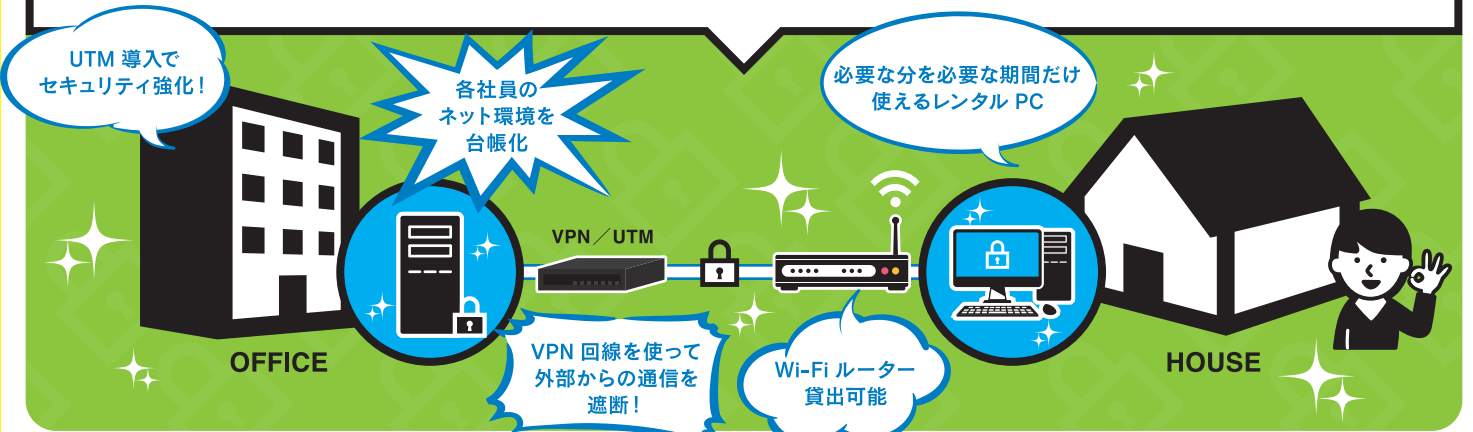 UTM 導入で
セキュリティ強化！
各社員の
ネット環境を
台帳化
必要な分を必要な期間だけ
使えるレンタル PC
VPN／UTM
OFFICE
HOUSE
VPN 回線を使って
外部からの通信を
遮断！
Wi-Fi ルーター
貸出可能